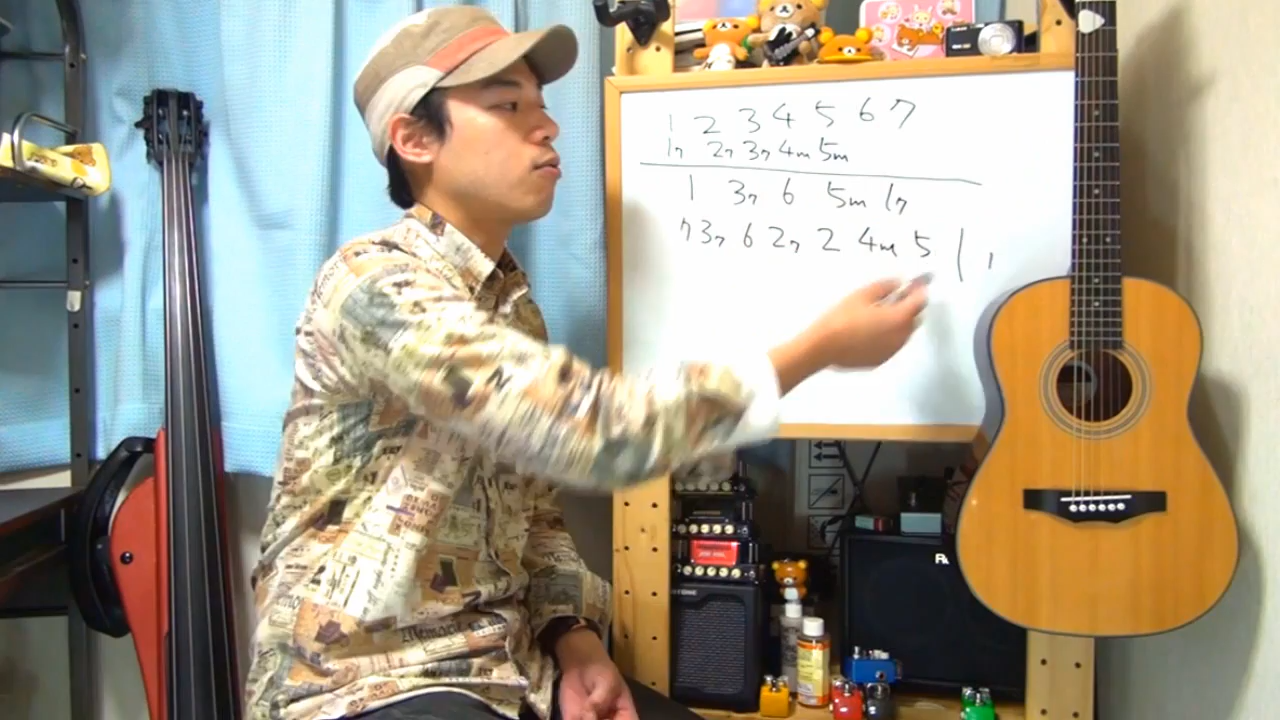 1 2 3 4 5 6 7
1₇ 2₇ 3₇ 4m 5m
1 3₇ 6 5m 1₇
7 3₇ 6 2₇ 2 4m 5 | 1